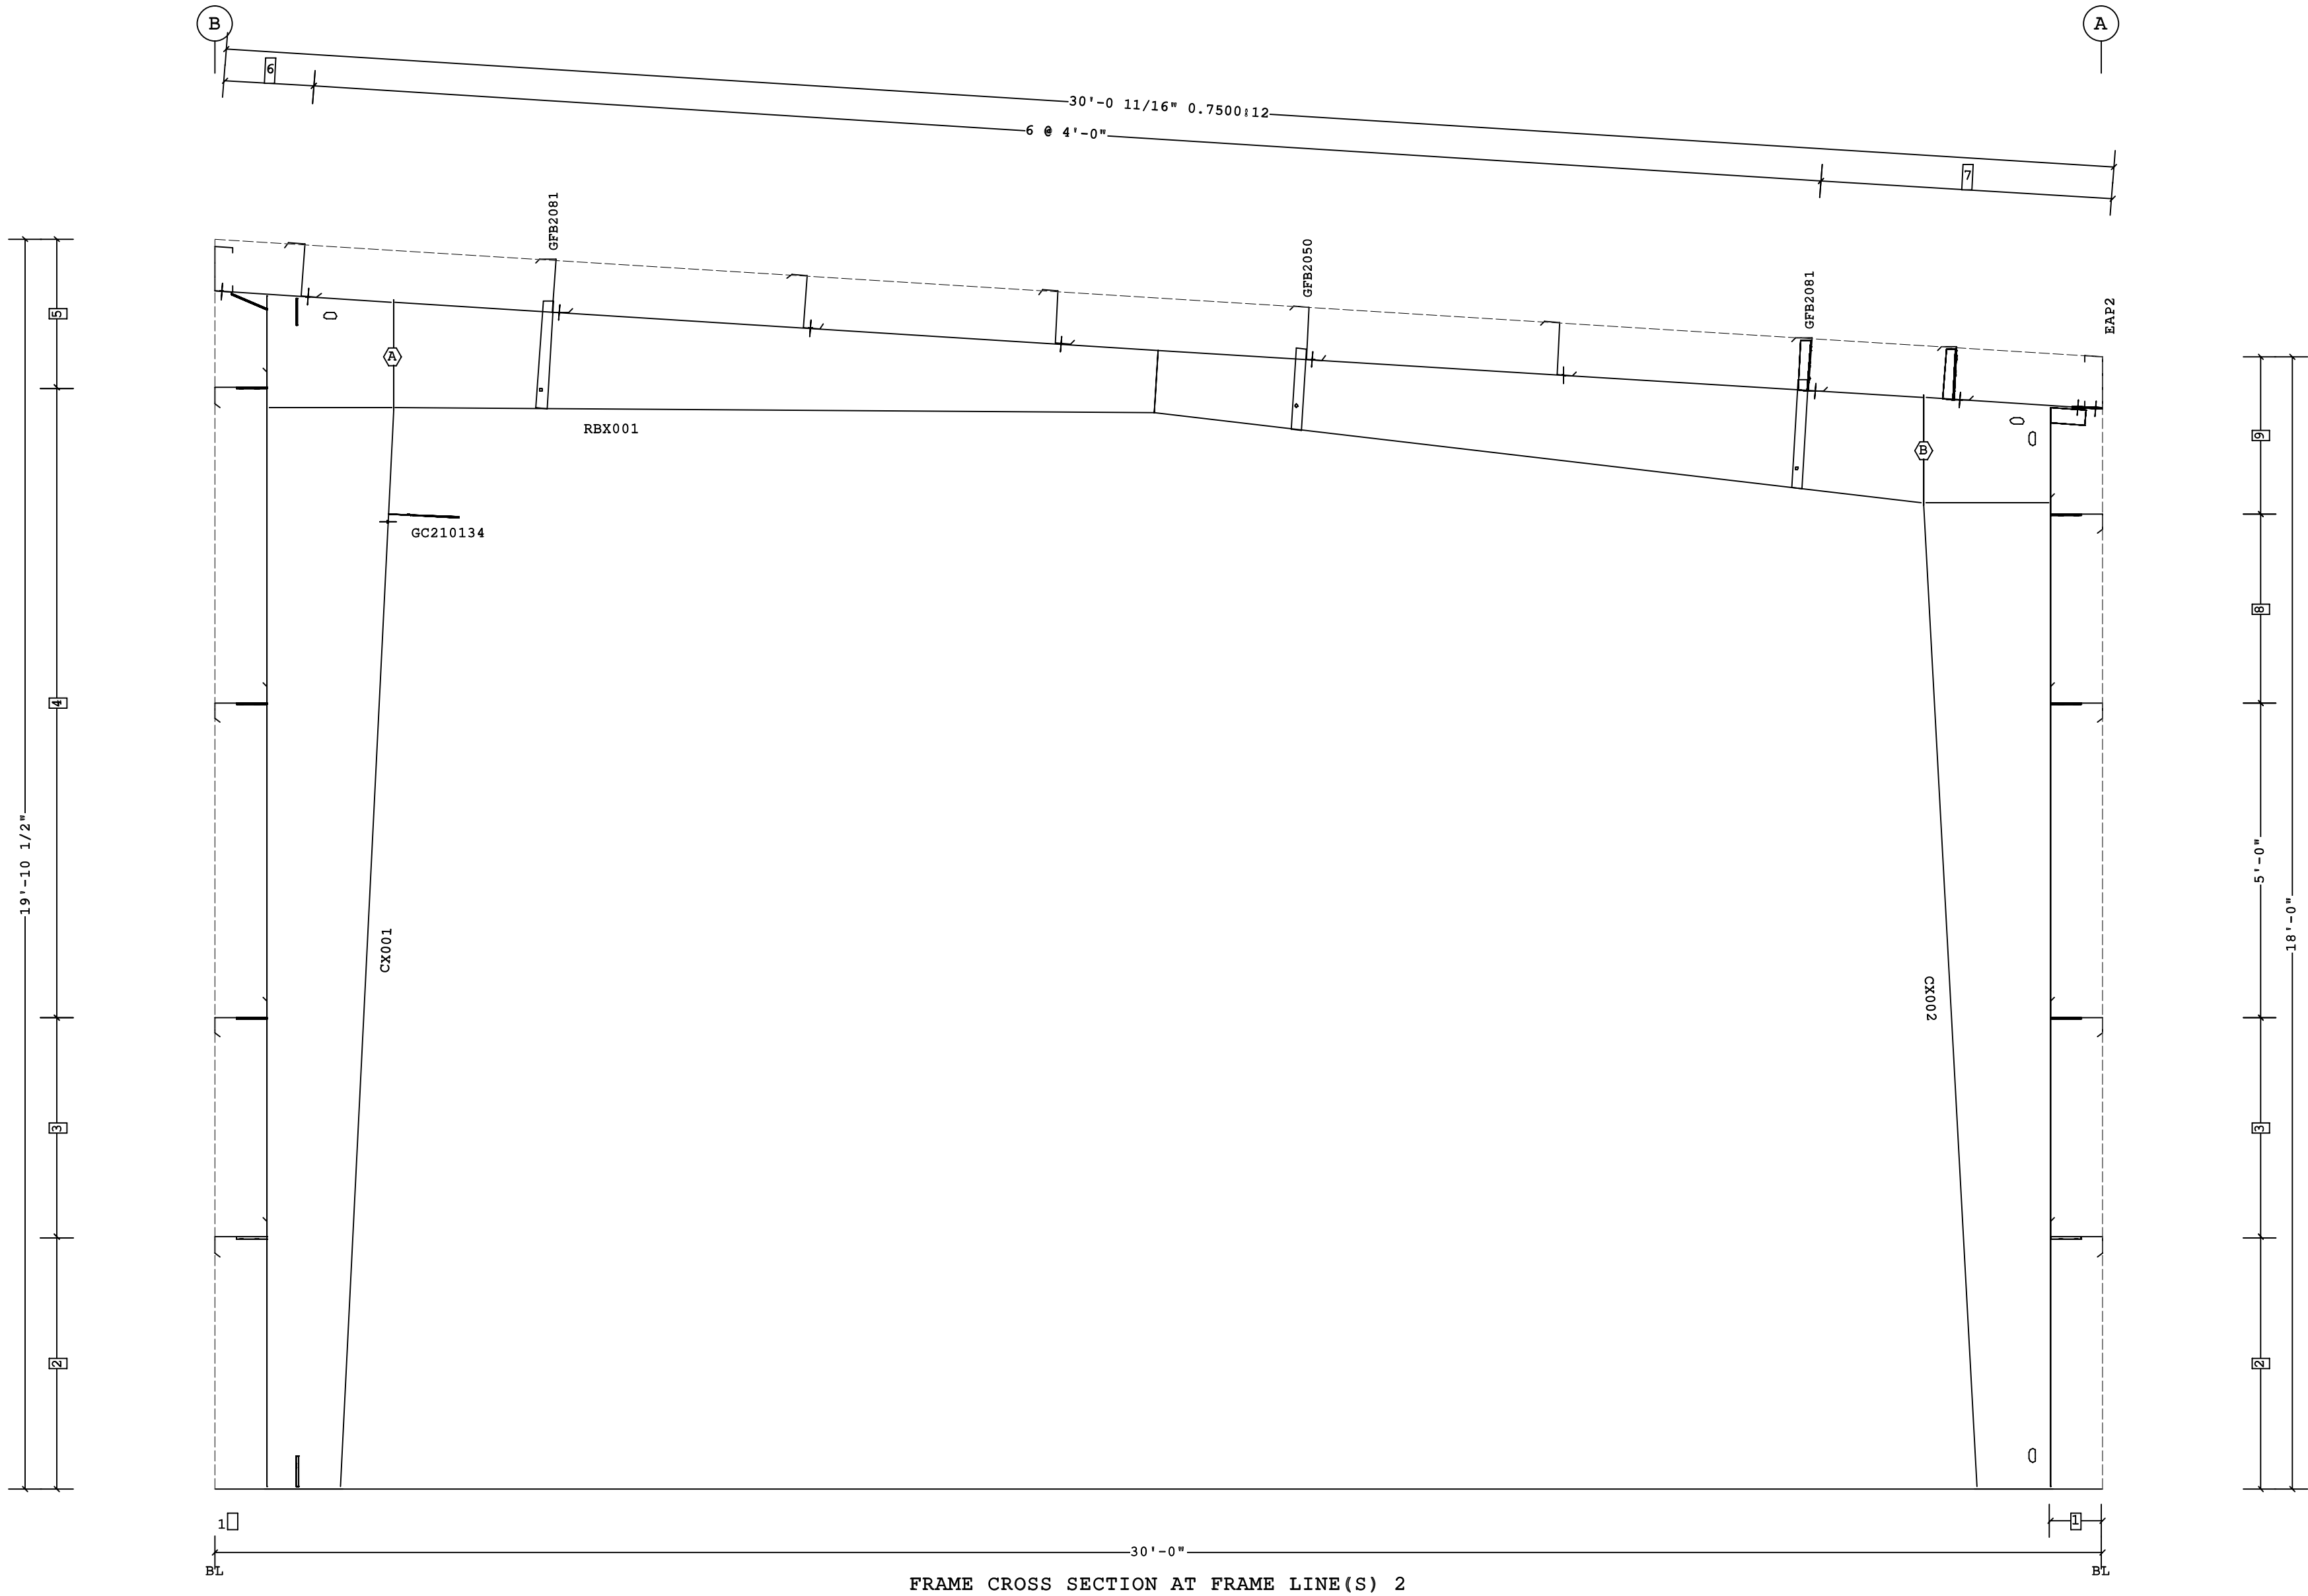 B
A
6
30'-0 11/16" 0.7500:12
6 @ 4'-0"
7
GFB2081
GFB2050
GFB2081
EAP2
5
A
RBX001
9
B
GC210134
8
4
19'-10 1/2"
5'-0"
18'-0"
CX001
CX002
3
3
2
2
1
1
30'-0"
BL
BL
FRAME CROSS SECTION AT FRAME LINE(S) 2